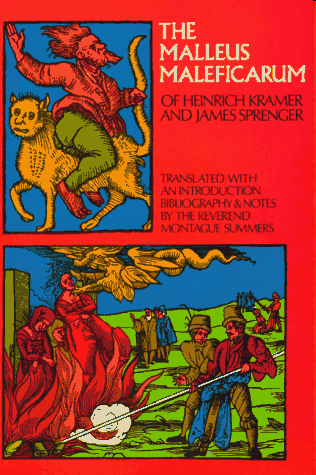 THE
MALLEUS
MALEFICARUM
OF HEINRICH KRAMER
AND JAMES SPRENGER
TRANSLATED WITH
AN INTRODUCTION
BIBLIOGRAPHY & NOTES
BY THE REVEREND
MONTAGUE SUMMERS